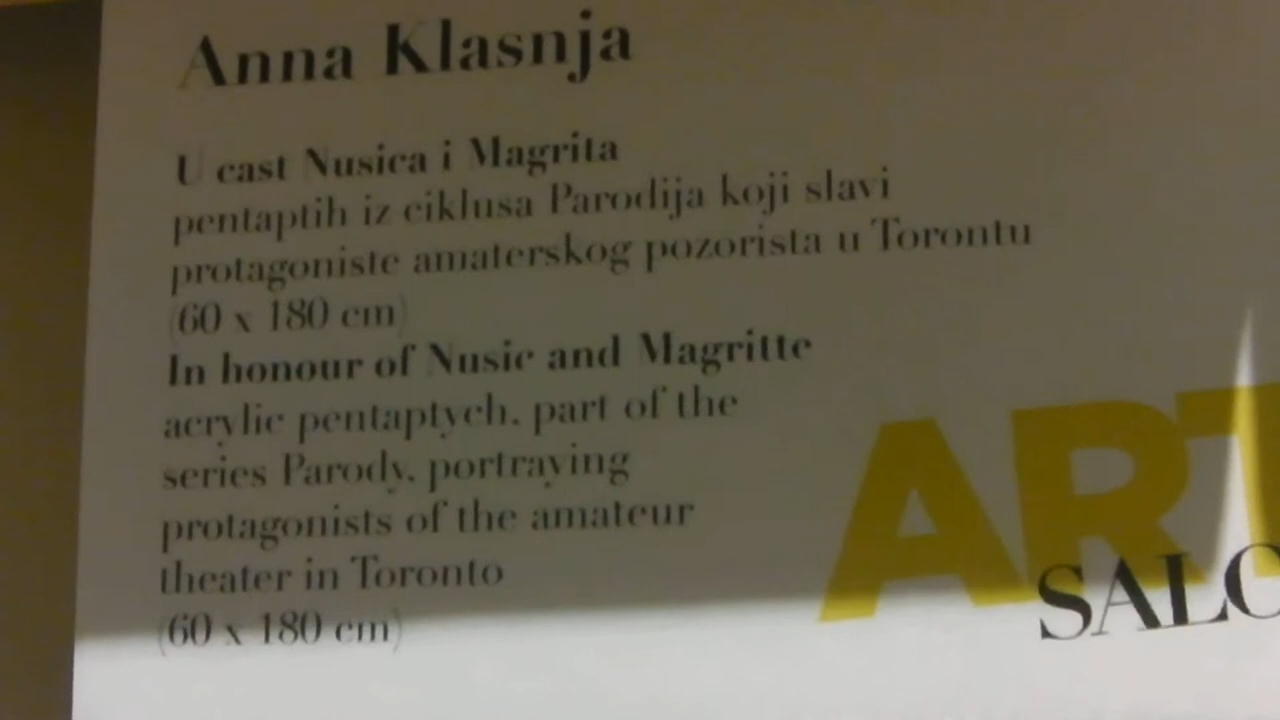 Anna Klasnja
U cast Nusica i Magrita
pentaptih iz ciklusa Parodija koji slavi
protagoniste amaterskog pozorista u Torontu
(60 x 180 cm)
In honour of Nusic and Magritte
acrylic pentaptych, part of the
series Parody, portraying
protagonists of the amateur
theater in Toronto
(60 x 180 cm)
ART
SALO